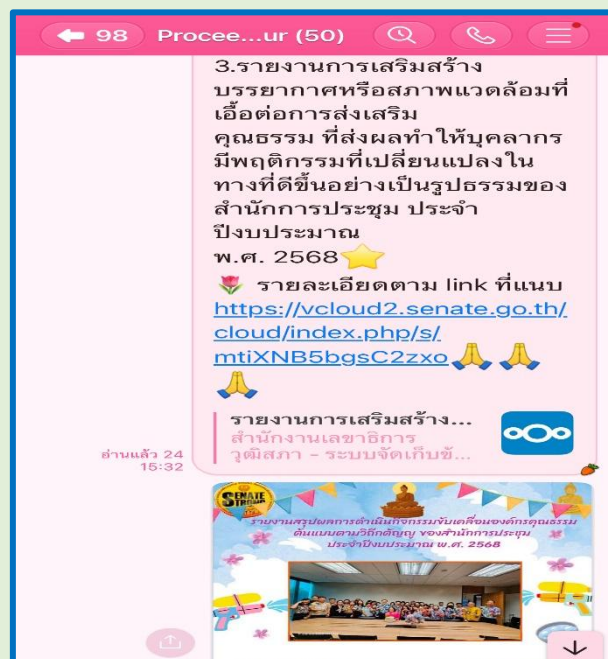 98 Procee...ur (50)
3.รายงานการเสริมสร้าง
บรรยากาศหรือสภาพแวดล้อมที่
เอื้อต่อการส่งเสริม
คุณธรรม ที่ส่งผลทำให้บุคลากร
มีพฤติกรรมที่เปลี่ยนแปลงใน
ทางที่ดีขึ้นอย่างเป็นรูปธรรมของ
สำนักการประชุม ประจำ
ปีงบประมาณ
พ.ศ. 2568
รายละเอียดตาม link ที่แนบ
https://vcloud2.senate.go.th/
cloud/index.php/s/
mtiXNB5bgsC2zxo
รายงานการเสริมสร้าง...
สำนักงานเลขาธิการ
วุฒิสภา - ระบบจัดเก็บข้...
อ่านแล้ว 24
15:32
SENATE
STRONG
รายงานสรุปผลการดำเนินกิจกรรมขับเคลื่อนองค์กรคุณธรรม
ต้นแบบตามวิถีกตัญญู ของสำนักการประชุม
ประจำปีงบประมาณ พ.ศ. 2568